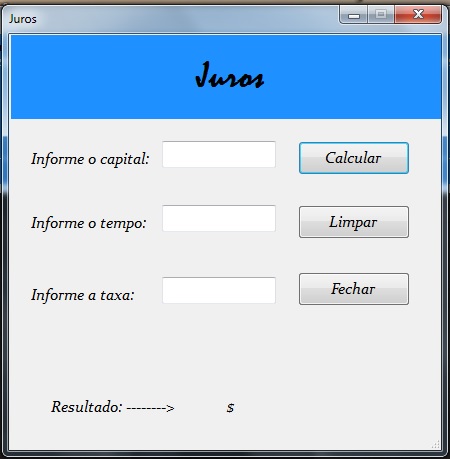 Juros
Juros
Informe o capital:
Calcular
Informe o tempo:
Limpar
Informe a taxa:
Fechar
Resultado: -------->
$